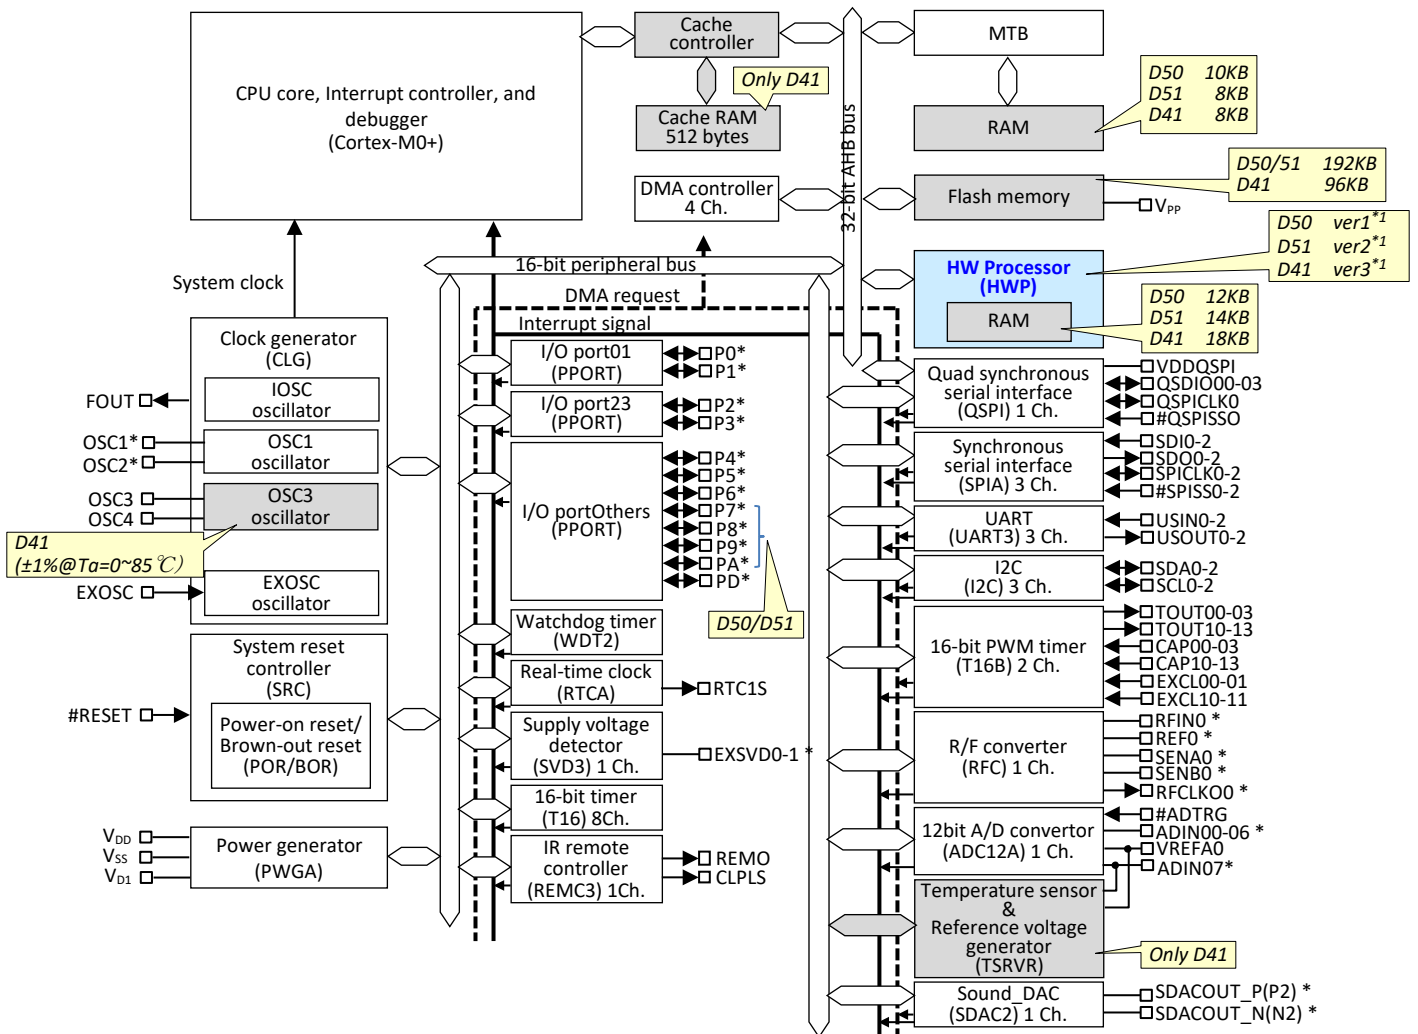 CPU core, Interrupt controller, and
debugger
(Cortex-M0+)
Cache
controller
Only D41
Cache RAM
512 bytes
DMA controller
4 Ch.
32-bit AHB bus
MTB
RAM
D50 10KB
D51 8KB
D41 8KB
Flash memory
D50/51 192KB
D41 96KB
VPP
HW Processor
(HWP)
RAM
D50 ver1*1
D51 ver2*1
D41 ver3*1
D50 12KB
D51 14KB
D41 18KB
System clock
16-bit peripheral bus
DMA request
Interrupt signal
Clock generator
(CLG)
IOSC
oscillator
OSC1
oscillator
OSC3
oscillator
EXOSC
oscillator
FOUT
OSC1*
OSC2*
OSC3
OSC4
D41
(±1%@Ta=0~85 ℃)
EXOSC
System reset
controller
(SRC)
Power-on reset/
Brown-out reset
(POR/BOR)
#RESET
Power generator
(PWGA)
VDD
VSS
VD1
I/O port01
(PPORT)
P0*
P1*
I/O port23
(PPORT)
P2*
P3*
I/O portOthers
(PPORT)
P4*
P5*
P6*
P7*
P8*
P9*
PA*
PD*
D50/D51
Watchdog timer
(WDT2)
Real-time clock
(RTCA)
RTC1S
Supply voltage
detector
(SVD3) 1 Ch.
EXSVD0-1 *
16-bit timer
(T16) 8Ch.
IR remote
controller
(REMC3) 1Ch.
REMO
CLPLS
Quad synchronous
serial interface
(QSPI) 1 Ch.
VDDQSPI
QSDIO00-03
QSPICLK0
#QSPISSO
Synchronous
serial interface
(SPIA) 3 Ch.
SDI0-2
SDO0-2
SPICLK0-2
#SPISS0-2
UART
(UART3) 3 Ch.
USIN0-2
USOUT0-2
I2C
(I2C) 3 Ch.
SDA0-2
SCL0-2
16-bit PWM timer
(T16B) 2 Ch.
TOUT00-03
TOUT10-13
CAP00-03
CAP10-13
EXCL00-01
EXCL10-11
R/F converter
(RFC) 1 Ch.
RFIN0 *
REF0 *
SENA0 *
SENB0 *
RFCLKO0 *
12bit A/D convertor
(ADC12A) 1 Ch.
#ADTRG
ADIN00-06 *
VREFA0
ADIN07*
Temperature sensor
&
Reference voltage
generator
(TSRVR)
Only D41
Sound_DAC
(SDAC2) 1 Ch.
SDACOUT_P(P2) *
SDACOUT_N(N2) *